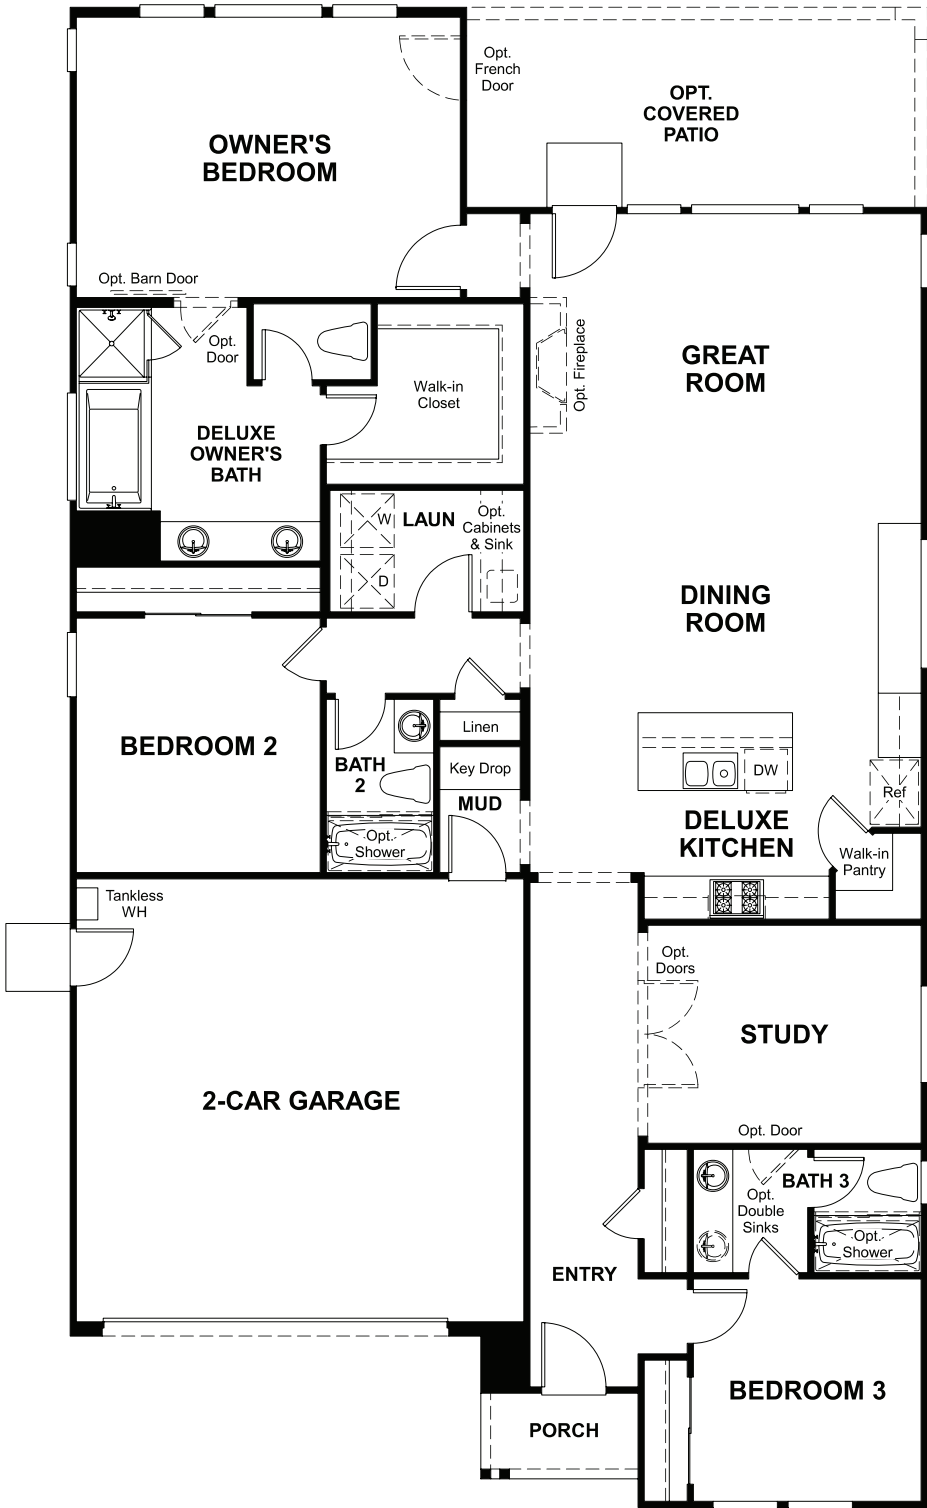 Opt.
French
Door
OPT.
COVERED
PATIO
OWNER'S
BEDROOM
Opt. Barn Door
Opt.
Door
Opt. Fireplace
GREAT
ROOM
Walk-in
Closet
DELUXE
OWNER'S
BATH
W
LAUN
Opt.
Cabinets
& Sink
D
DINING
ROOM
BEDROOM 2
Linen
BATH
2
Key Drop
MUD
DW
Ref
Opt.
Shower
DELUXE
KITCHEN
Walk-in
Pantry
Tankless
WH
Opt.
Doors
STUDY
2-CAR GARAGE
Opt. Door
BATH 3
Opt.
Double
Sinks
Opt.
Shower
ENTRY
BEDROOM 3
PORCH